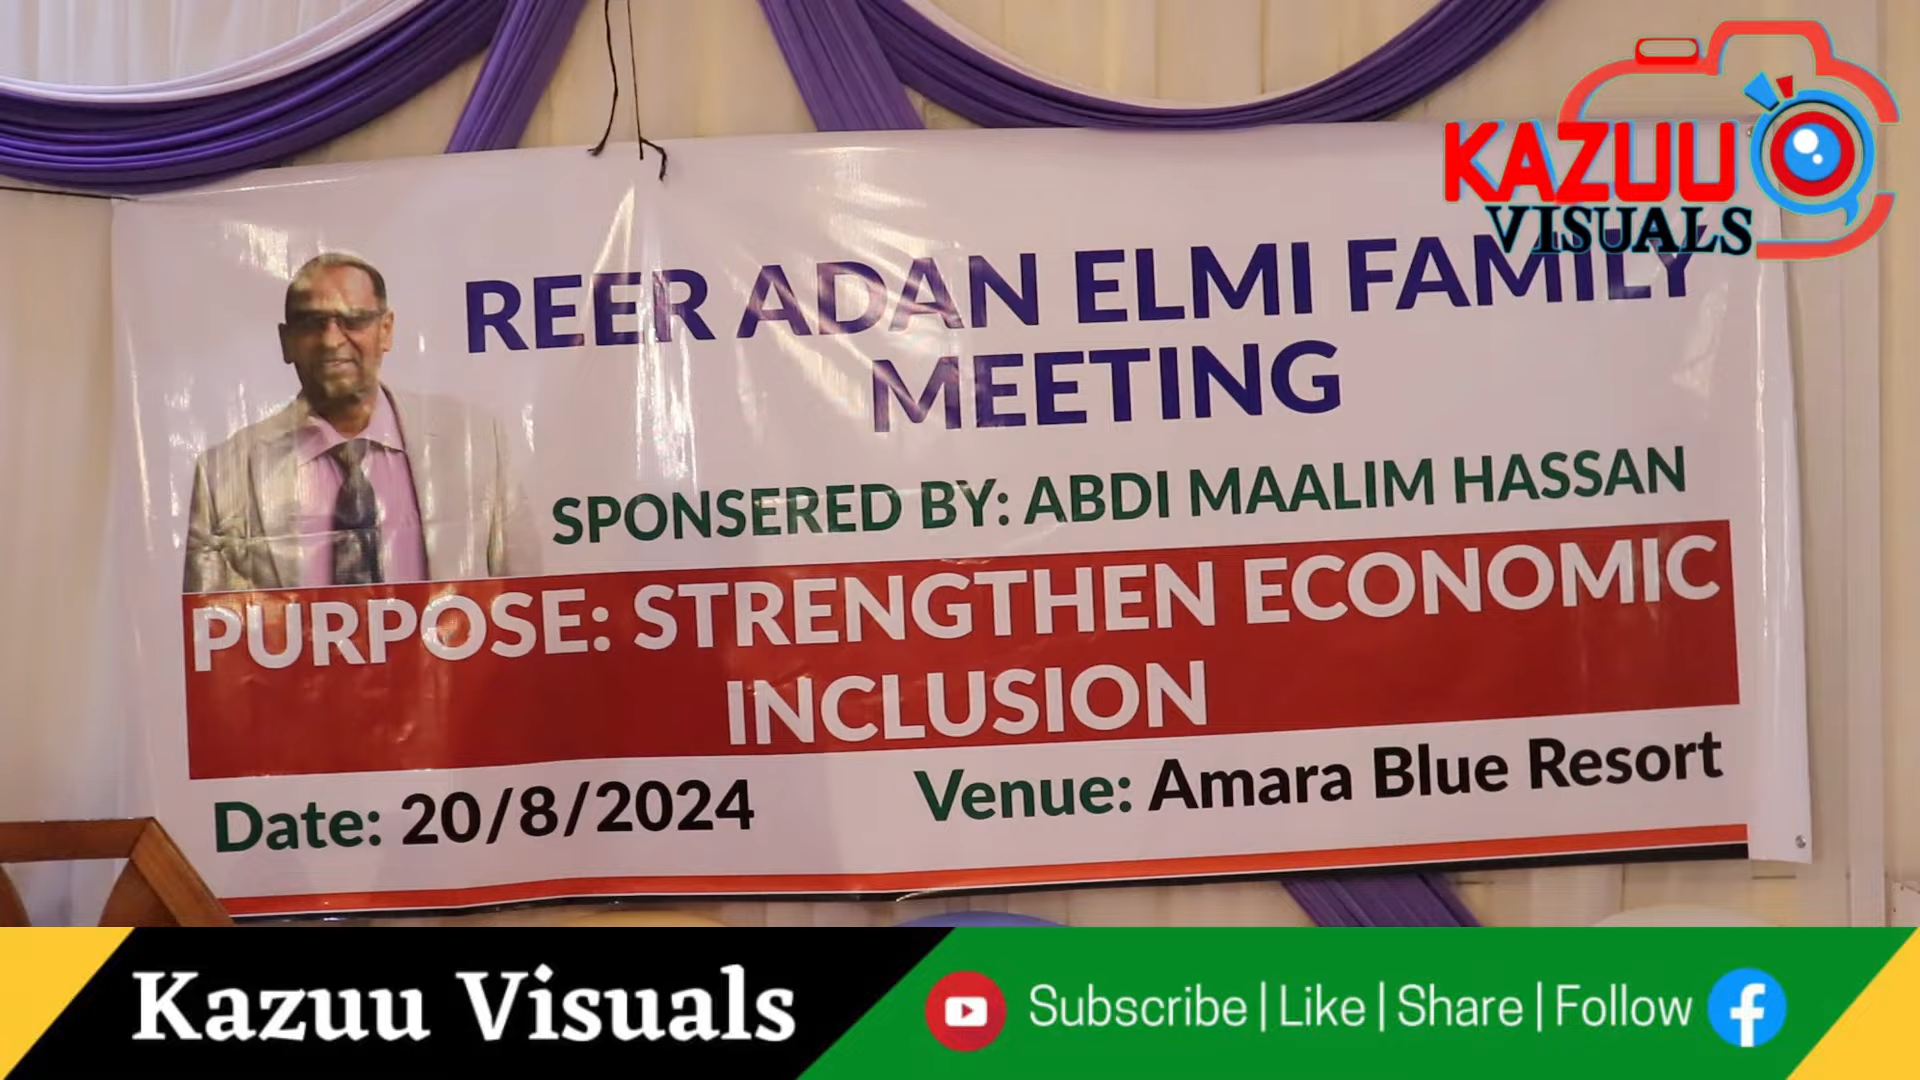 KAZUU
VISUALS
REER ADAN ELMI FAMILY
MEETING
SPONSERED BY: ABDI MAALIM HASSAN
PURPOSE: STRENGTHEN ECONOMIC
INCLUSION
Date: 20/8/2024
Venue: Amara Blue Resort
Kazuu Visuals
Subscribe | Like | Share | Follow